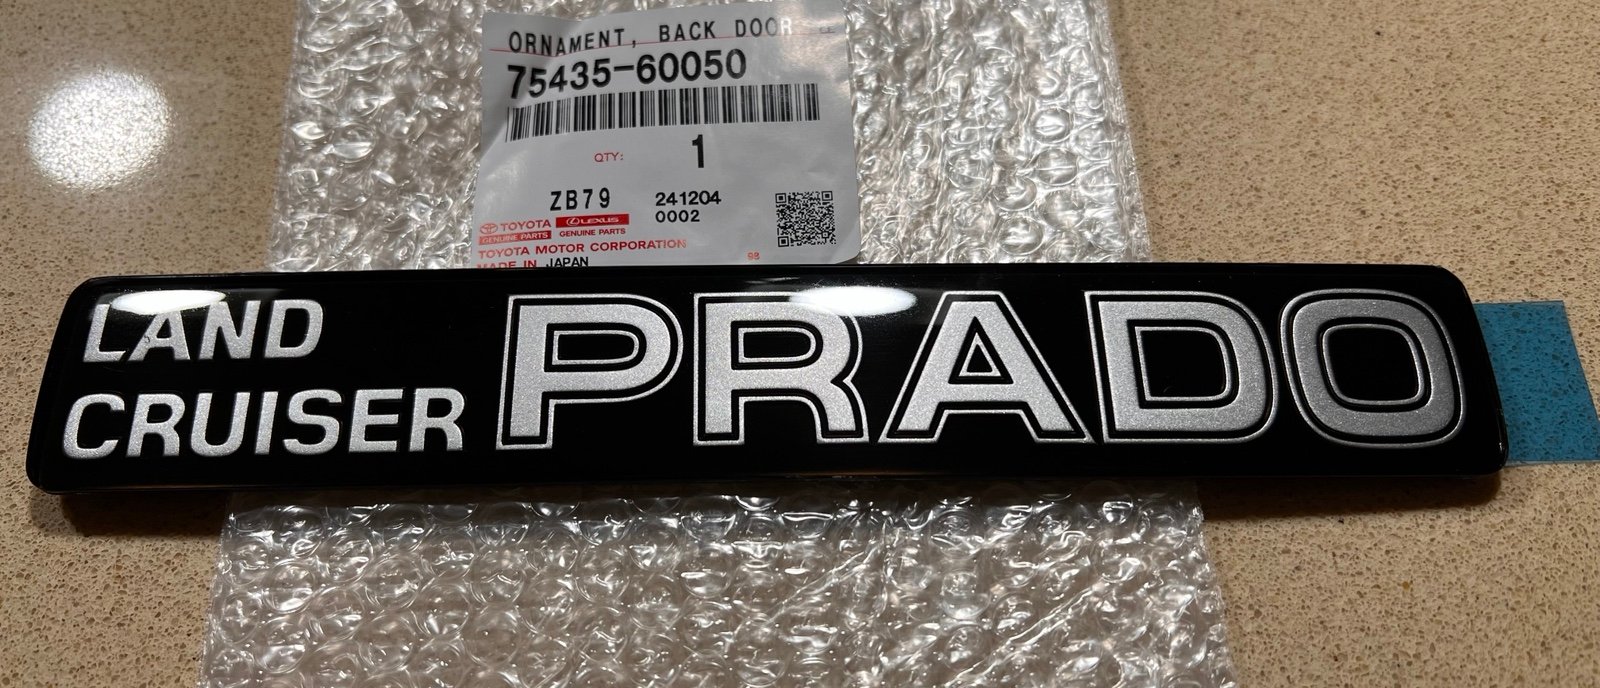 ORNAMENT, BACK DOOR CE
75435-60050
QTY: 1
ZB79 241204
0002
TOYOTA LEXUS
GENUINE PARTS GENUINE PARTS
TOYOTA MOTOR CORPORATION
MADE IN JAPAN 98
LAND
CRUISER
PRADO